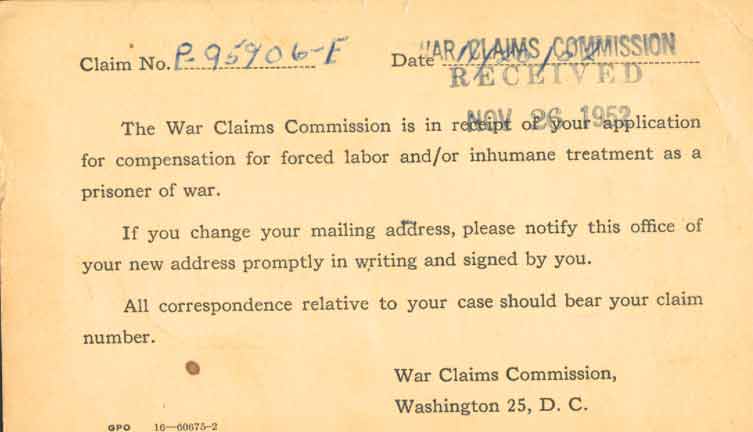 Claim No. P-95906-F Date
WAR CLAIMS COMMISSION
RECEIVED
NOV 26 1952
The War Claims Commission is in receipt of your application
for compensation for forced labor and/or inhumane treatment as a
prisoner of war.
If you change your mailing address, please notify this office of
your new address promptly in writing and signed by you.
All correspondence relative to your case should bear your claim
number.
War Claims Commission,
Washington 25, D. C.
GPO 16—60675-2